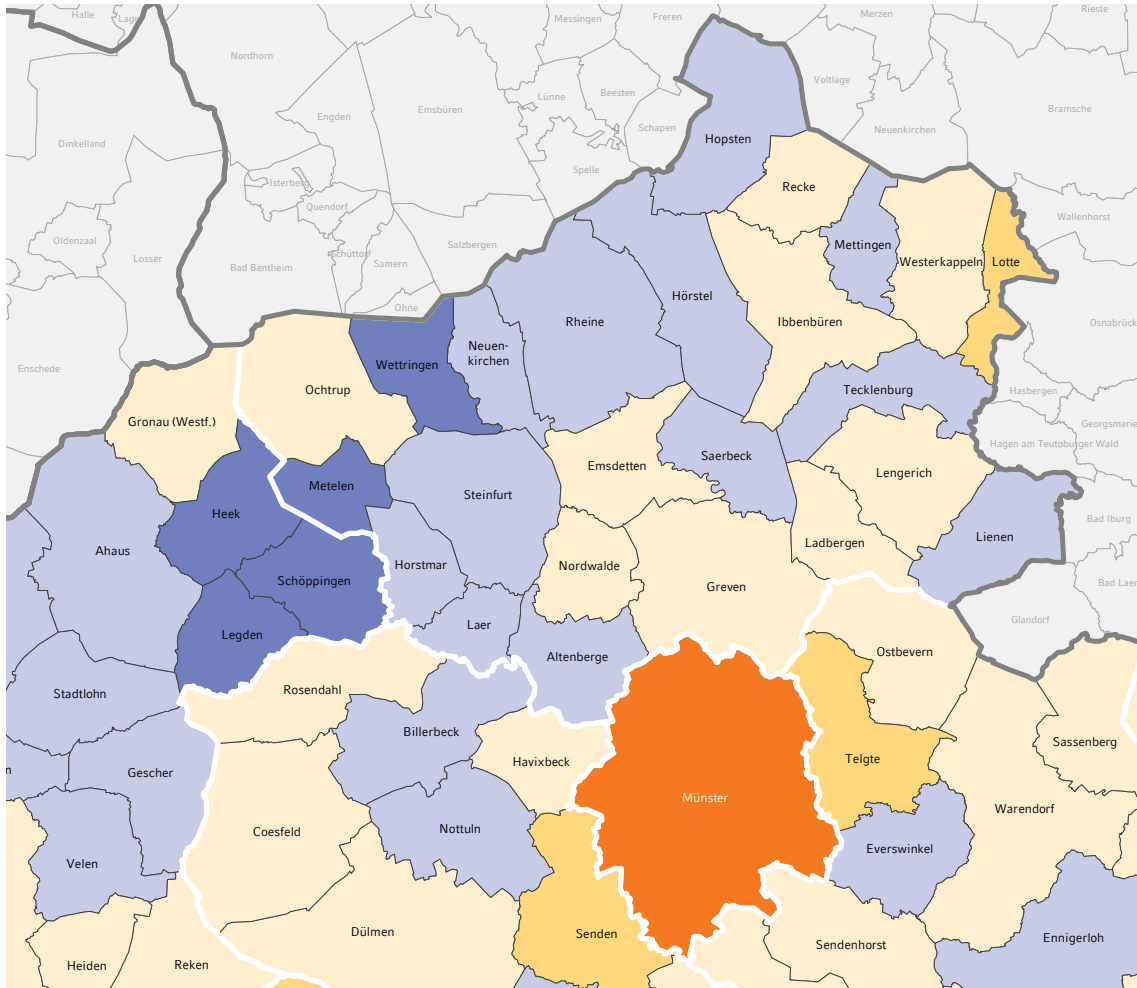 Halle
Lage
Messingen
Freren
Merzen
Rieste
Nordhorn
Voltlage
Lünne
Beesten
Emsbüren
Bramsche
Engden
Schapen
Neuenkirchen
Hopsten
Dinkelland
Spelle
Isterberg
Recke
Quendorf
Wallenhorst
Oldenzaal
Salzbergen
Mettingen
Losser
Schüttorf
Samern
Bad Bentheim
Westerkappeln
Lotte
Hörstel
Ohne
Rheine
Ibbenbüren
Osnabrück
Neuen-
kirchen
Wettringen
Enschede
Ochtrup
Tecklenburg
Hasbergen
Gronau (Westf.)
Georgsmarie
Hagen am Teutoburger Wald
Saerbeck
Emsdetten
Lengerich
Metelen
Steinfurt
Heek
Bad Iburg
Lienen
Ladbergen
Ahaus
Horstmar
Nordwalde
Schöppingen
Greven
Bad Laer
Glandorf
Laer
Legden
Ostbevern
Altenberge
Rosendahl
Stadtlohn
Billerbeck
Sassenberg
Telgte
Havixbeck
n
Gescher
Münster
Warendorf
Coesfeld
Nottuln
Everswinkel
Velen
Dülmen
Senden
Ennigerloh
Sendenhorst
Heiden
Reken